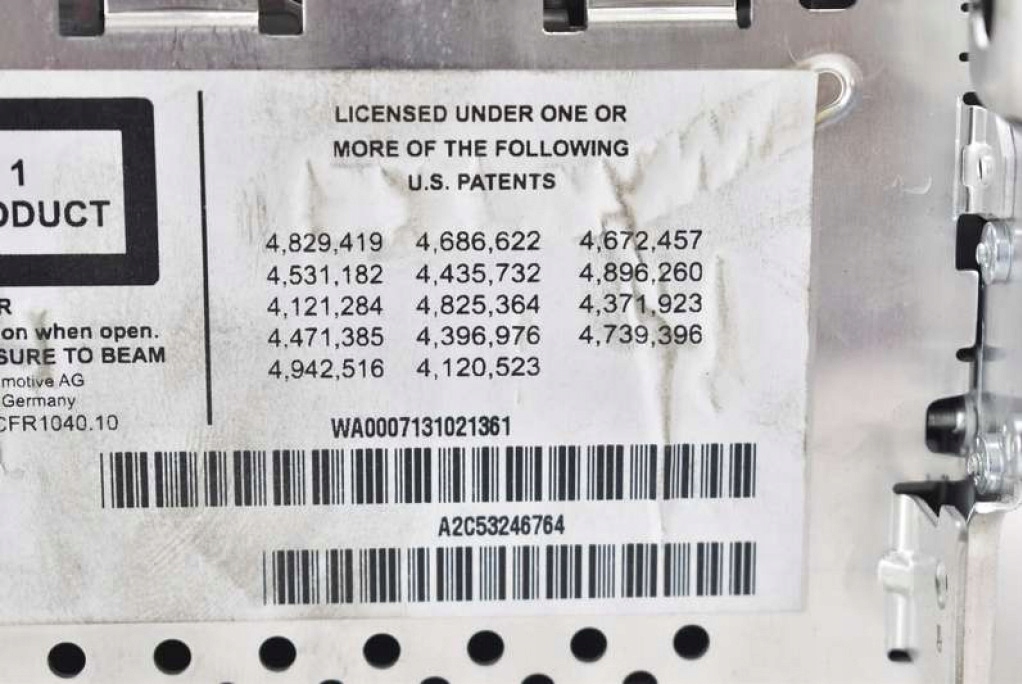 1
ODUCT
R
on when open.
SURE TO BEAM
motive AG
Germany
CFR1040.10
LICENSED UNDER ONE OR
MORE OF THE FOLLOWING
U.S. PATENTS
4,829,419 4,686,622 4,672,457
4,531,182 4,435,732 4,896,260
4,121,284 4,825,364 4,371,923
4,471,385 4,396,976 4,739,396
4,942,516 4,120,523
WA0007131021361
A2C53246764